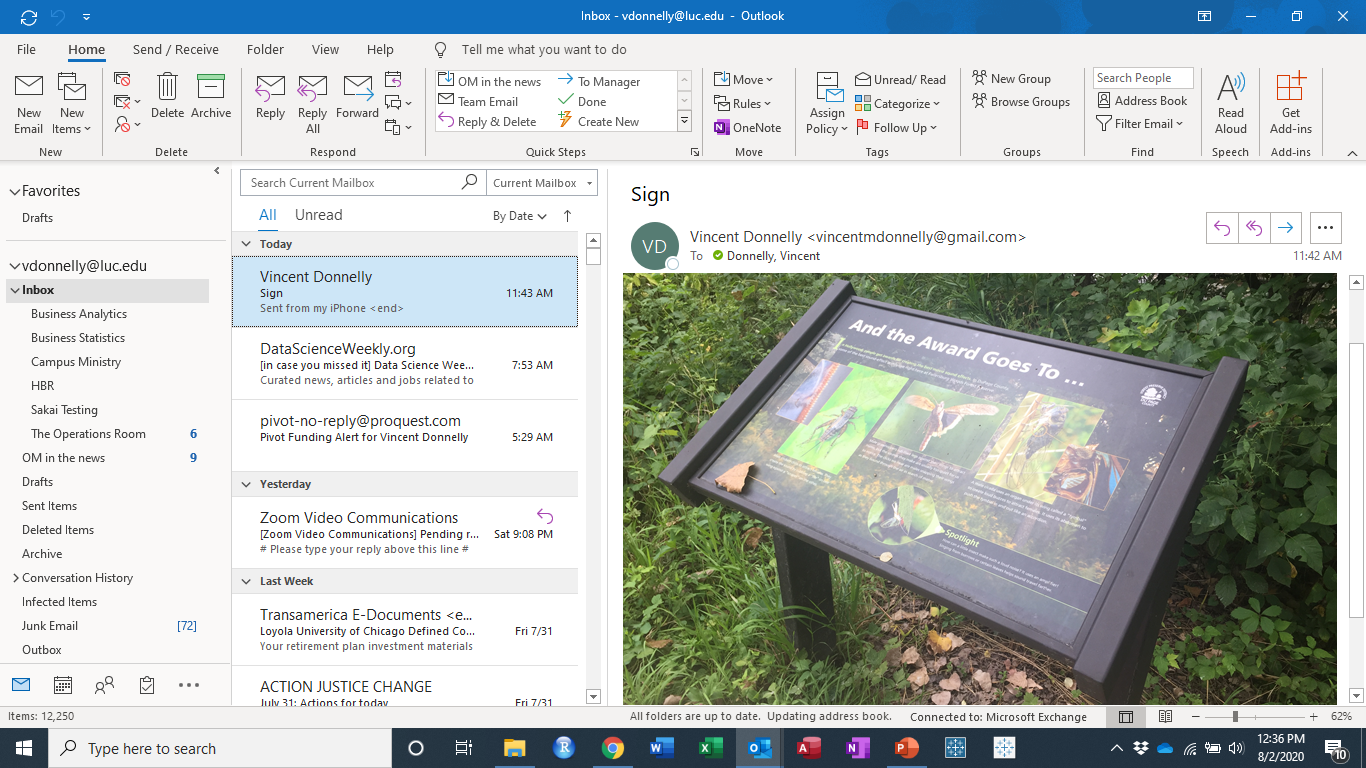 Inbox - vdonnelly@luc.edu - Outlook
File Home Send / Receive Folder View Help Tell me what you want to do
New Email
New Items
New
Delete
Archive
Delete
Reply
Reply All
Forward
Respond
OM in the news
Team Email
Reply & Delete
To Manager
Done
Create New
Quick Steps
Move
Rules
OneNote
Move
Assign Policy
Unread/ Read
Categorize
Follow Up
Tags
New Group
Browse Groups
Groups
Search People
Address Book
Filter Email
Find
Read Aloud
Speech
Get Add-ins
Add-ins
Favorites
Drafts
vdonnelly@luc.edu
Inbox
Business Analytics
Business Statistics
Campus Ministry
HBR
Sakai Testing
The Operations Room 6
OM in the news 9
Drafts
Sent Items
Deleted Items
Archive
Conversation History
Infected Items
Junk Email [72]
Outbox
Search Current Mailbox
Current Mailbox
All Unread
By Date
Today
Vincent Donnelly
Sign 11:43 AM
Sent from my iPhone <end>
DataScienceWeekly.org
[in case you missed it] Data Science Wee... 7:53 AM
Curated news, articles and jobs related to
pivot-no-reply@proquest.com
Pivot Funding Alert for Vincent Donnelly 5:29 AM
Yesterday
Zoom Video Communications
[Zoom Video Communications] Pending r... Sat 9:08 PM
# Please type your reply above this line #
Last Week
Transamerica E-Documents <e...
Loyola University of Chicago Defined Co... Fri 7/31
Your retirement plan investment materials
ACTION JUSTICE CHANGE
July 31: Actions for today Fri 7/31
Sign
VD
Vincent Donnelly <vincentmdonnelly@gmail.com>
To Donnelly, Vincent
11:42 AM
And the Award Goes To ...
Spotlight
Items: 12,250
All folders are up to date. Updating address book. Connected to: Microsoft Exchange
62%
Type here to search
12:36 PM
8/2/2020
10